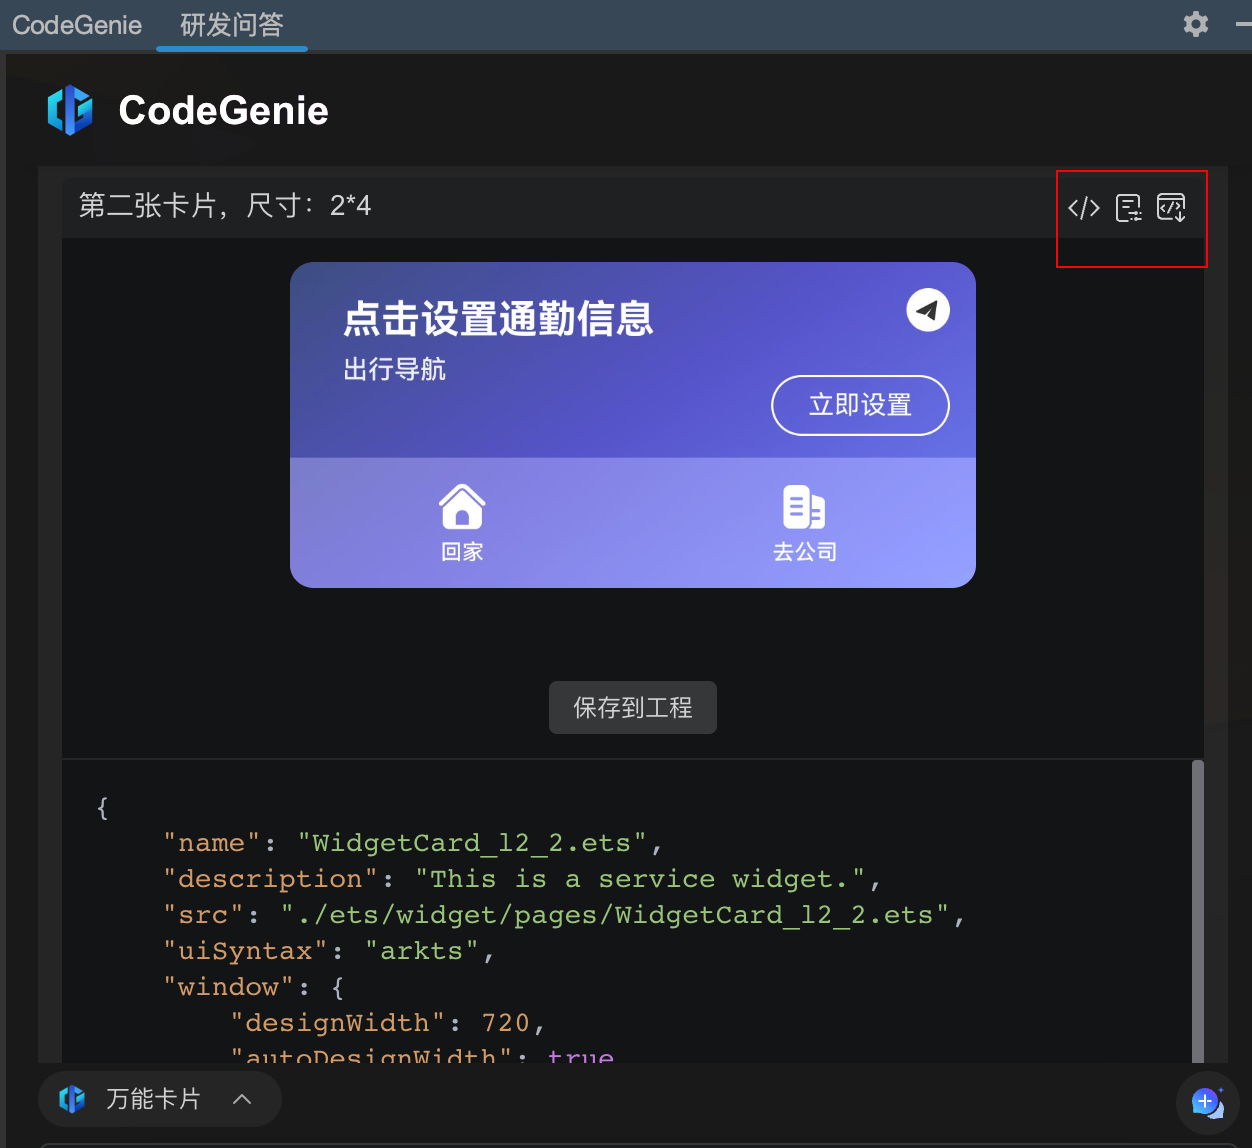 CodeGenie 研发问答
CodeGenie
第二张卡片，尺寸：2*4
点击设置通勤信息
出行导航
立即设置
回家 去公司
保存到工程
{
"name": "WidgetCard_l2_2.ets",
"description": "This is a service widget.",
"src": "./ets/widget/pages/WidgetCard_l2_2.ets",
"uiSyntax": "arkts",
"window": {
"designWidth": 720,
"autoDesignWidth": true
万能卡片